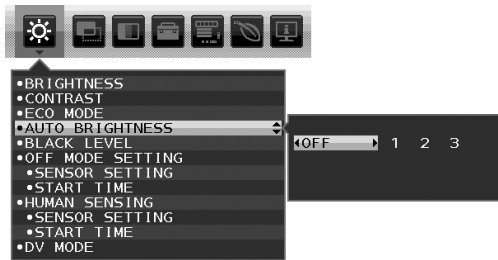 •BRIGHTNESS
•CONTRAST
•ECO MODE
•AUTO BRIGHTNESS
OFF 1 2 3
•BLACK LEVEL
•OFF MODE SETTING
•SENSOR SETTING
•START TIME
•HUMAN SENSING
•SENSOR SETTING
•START TIME
•DV MODE